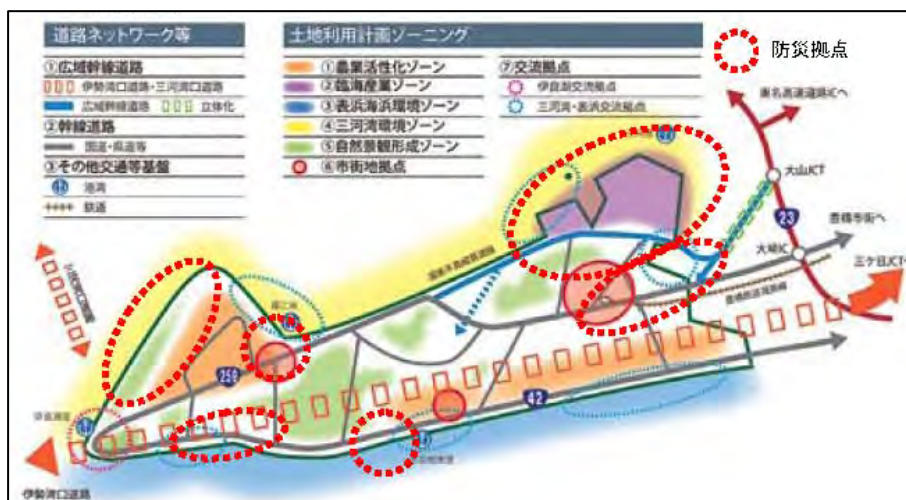 道路ネットワーク等
①広域幹線道路
伊勢湾口道路・三河湾口道路
広域幹線道路
立体化
②幹線道路
国道・県道等
③その他交通等基盤
港湾
鉄道
土地利用計画ゾーニング
①農業活性化ゾーン
②臨海産業ゾーン
③表浜海浜環境ゾーン
④三河湾環境ゾーン
⑤自然景観形成ゾーン
⑥市街地拠点
⑦交流拠点
伊良湖交流拠点
三河湾・表浜交流拠点
防災拠点
東名高速道路ICへ
大山JCT
23
豊橋市街へ
大崎IC
三ケ日JCTへ
259
42
伊勢湾口道路